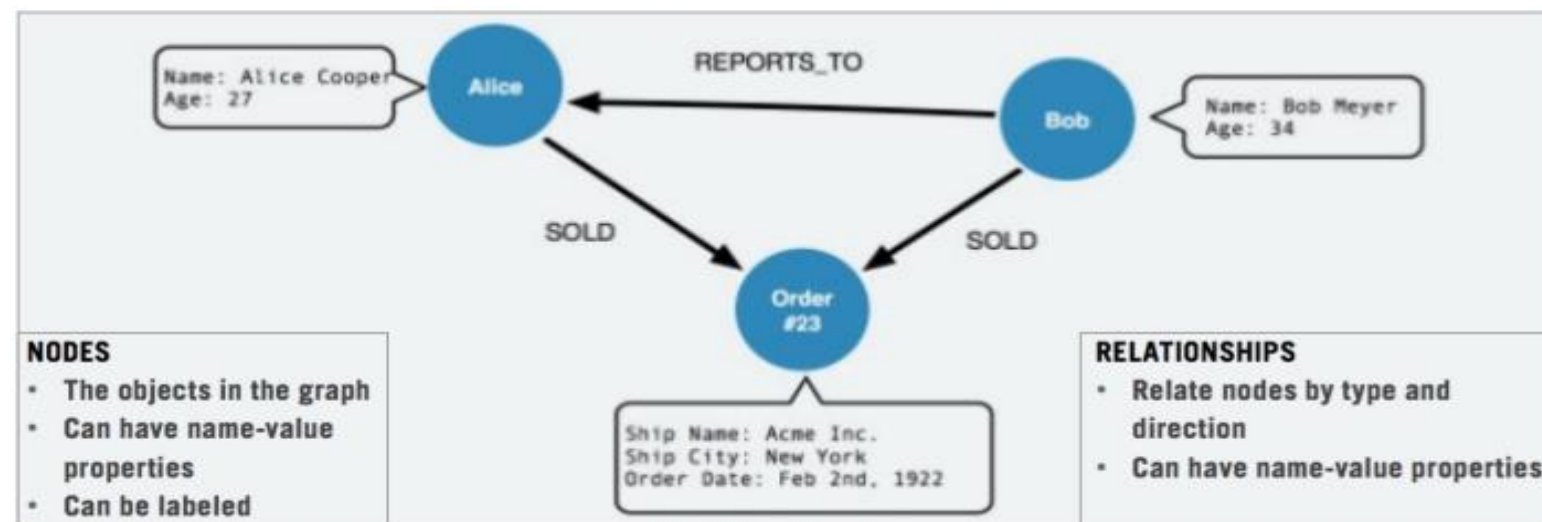 Name: Alice Cooper
Age: 27
Alice
REPORTS_TO
Bob
Name: Bob Meyer
Age: 34
SOLD
SOLD
Order
#23
Ship Name: Acme Inc.
Ship City: New York
Order Date: Feb 2nd, 1922
NODES
• The objects in the graph
• Can have name-value
properties
• Can be labeled
RELATIONSHIPS
• Relate nodes by type and
direction
• Can have name-value properties